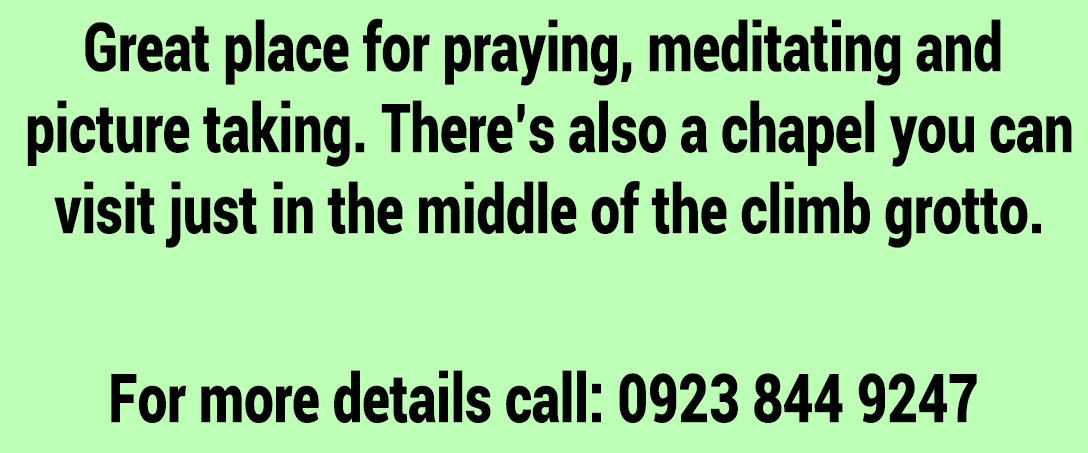 Great place for praying, meditating and
picture taking. There's also a chapel you can
visit just in the middle of the climb grotto.
For more details call: 0923 844 9247